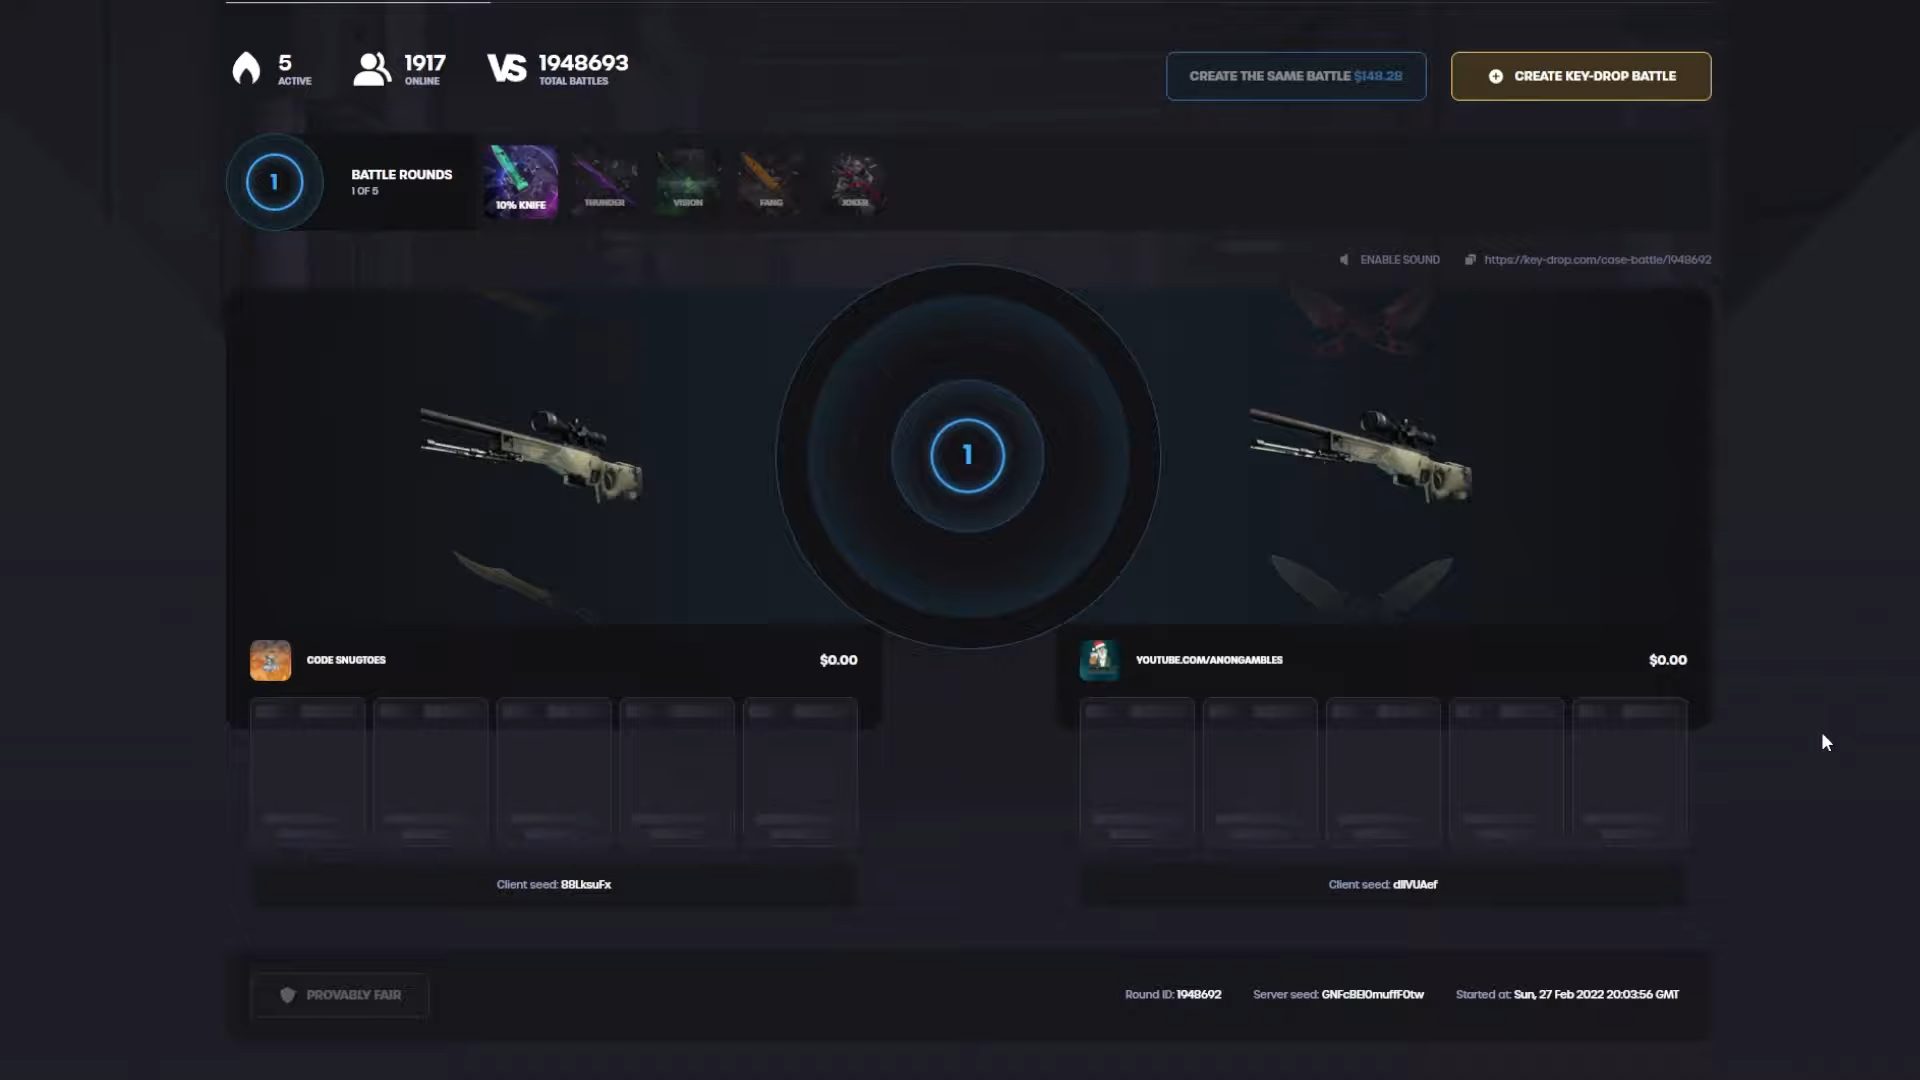 5
ACTIVE
1917
ONLINE
VS
1948693
TOTAL BATTLES
CREATE THE SAME BATTLE $148.28
CREATE KEY-DROP BATTLE
1
BATTLE ROUNDS
1 OF 5
10% KNIFE
THUNDER
VISION
FANG
JOKER
ENABLE SOUND
https://key-drop.com/case-battle/1948692
1
CODE SNUGTOES
$0.00
YOUTUBE.COM/ANONGAMBLES
$0.00
Client seed: 88LksuFx
Client seed: dIIVUAef
PROVABLY FAIR
Round ID: 1948692
Server seed: GNFcBEI0muffF0tw
Started at: Sun, 27 Feb 2022 20:03:56 GMT